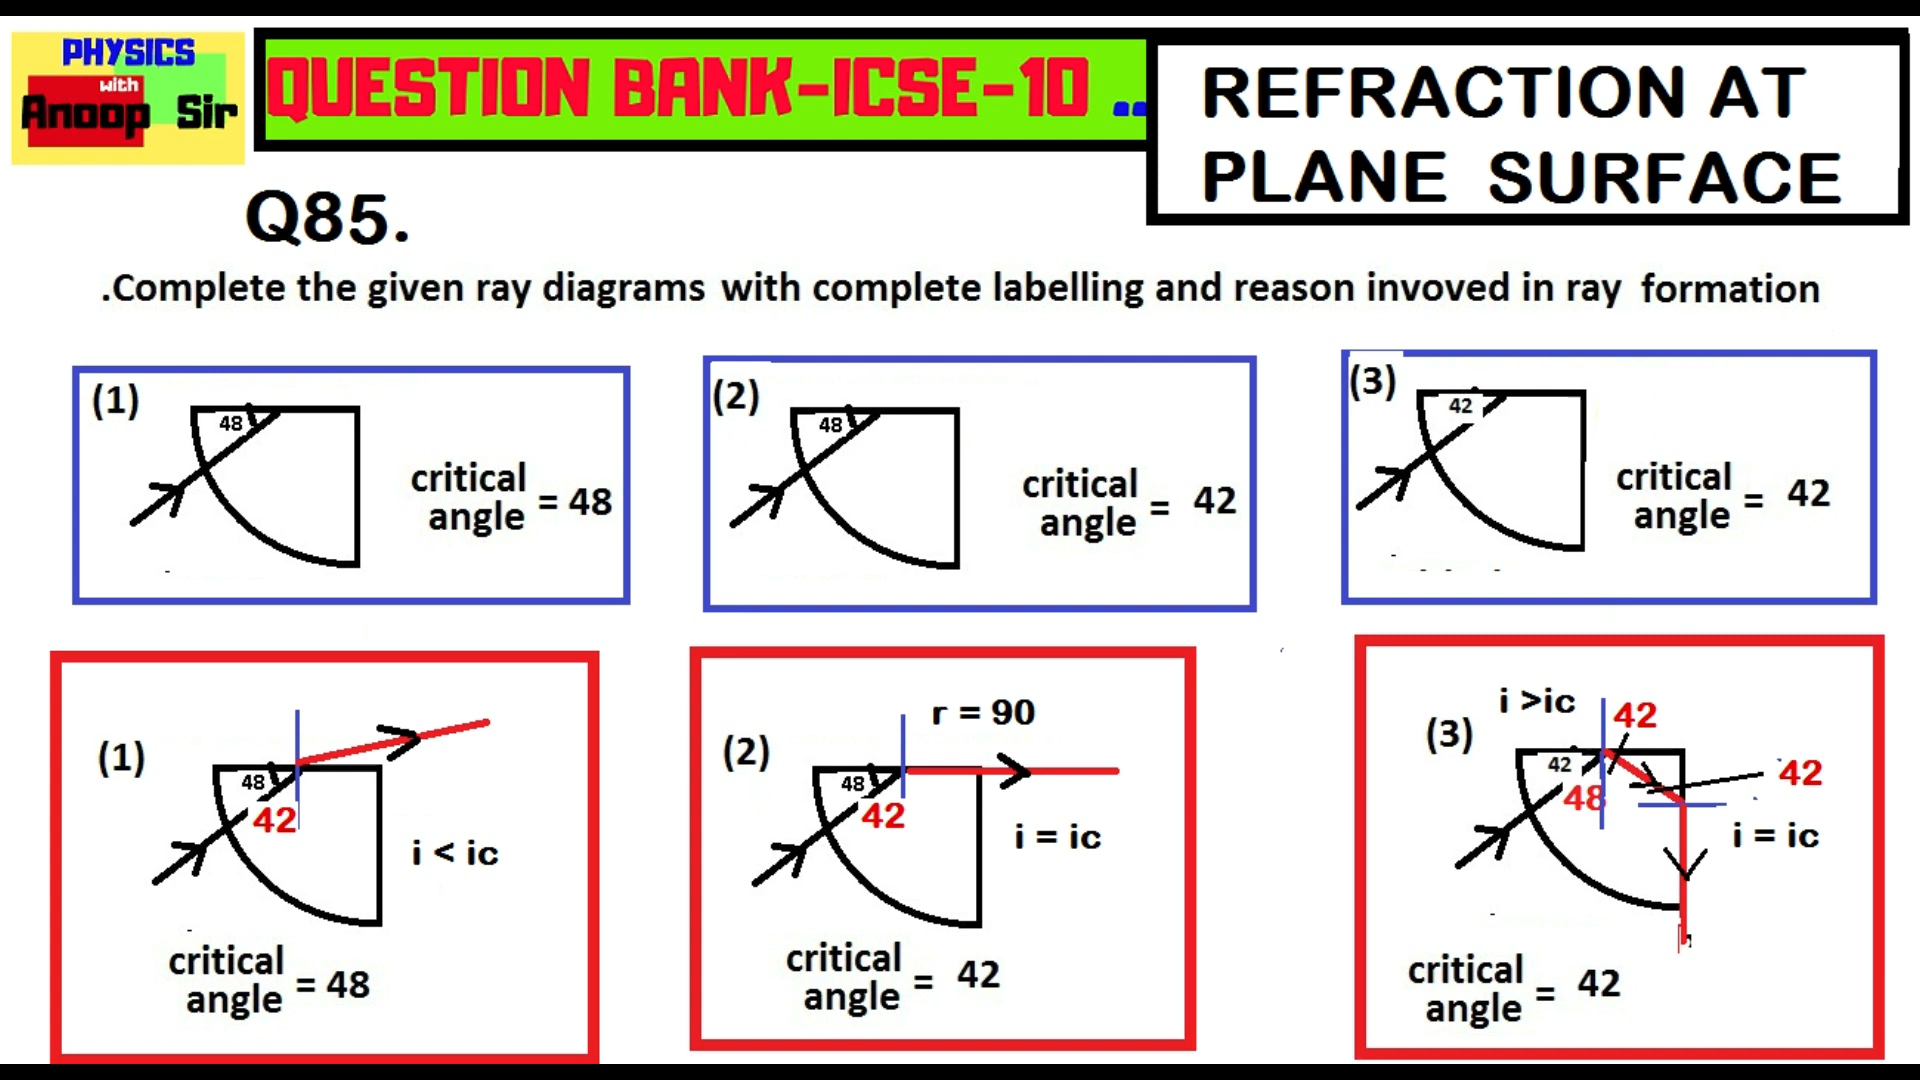 PHYSICS
with
Anoop Sir
QUESTION BANK-ICSE-10 ..
REFRACTION AT
PLANE SURFACE
Q85.
.Complete the given ray diagrams with complete labelling and reason invoved in ray formation
(1)
48
critical
angle = 48
(2)
48
critical
angle = 42
(3)
42
critical
angle = 42
(1)
48
42
i < ic
critical
angle = 48
(2)
r = 90
48
42
i = ic
critical
angle = 42
(3)
i >ic
42
42
48
42
i = ic
critical
angle = 42